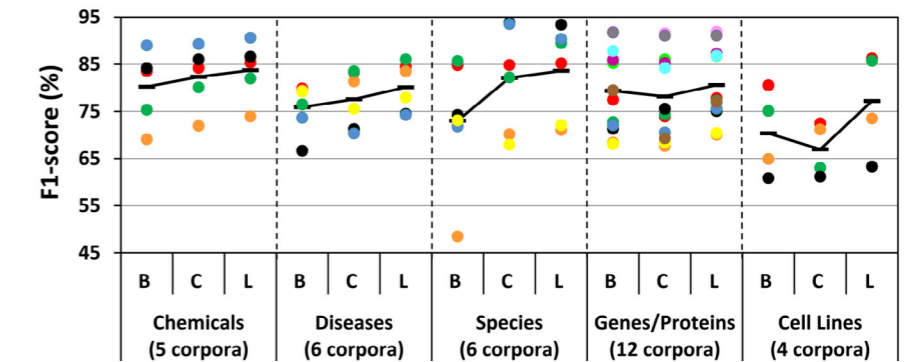 95
85
75
65
55
45
F1-score (%)
B C L B C L B C L B C L B C L
Chemicals Diseases Species Genes/Proteins Cell Lines
(5 corpora) (6 corpora) (6 corpora) (12 corpora) (4 corpora)